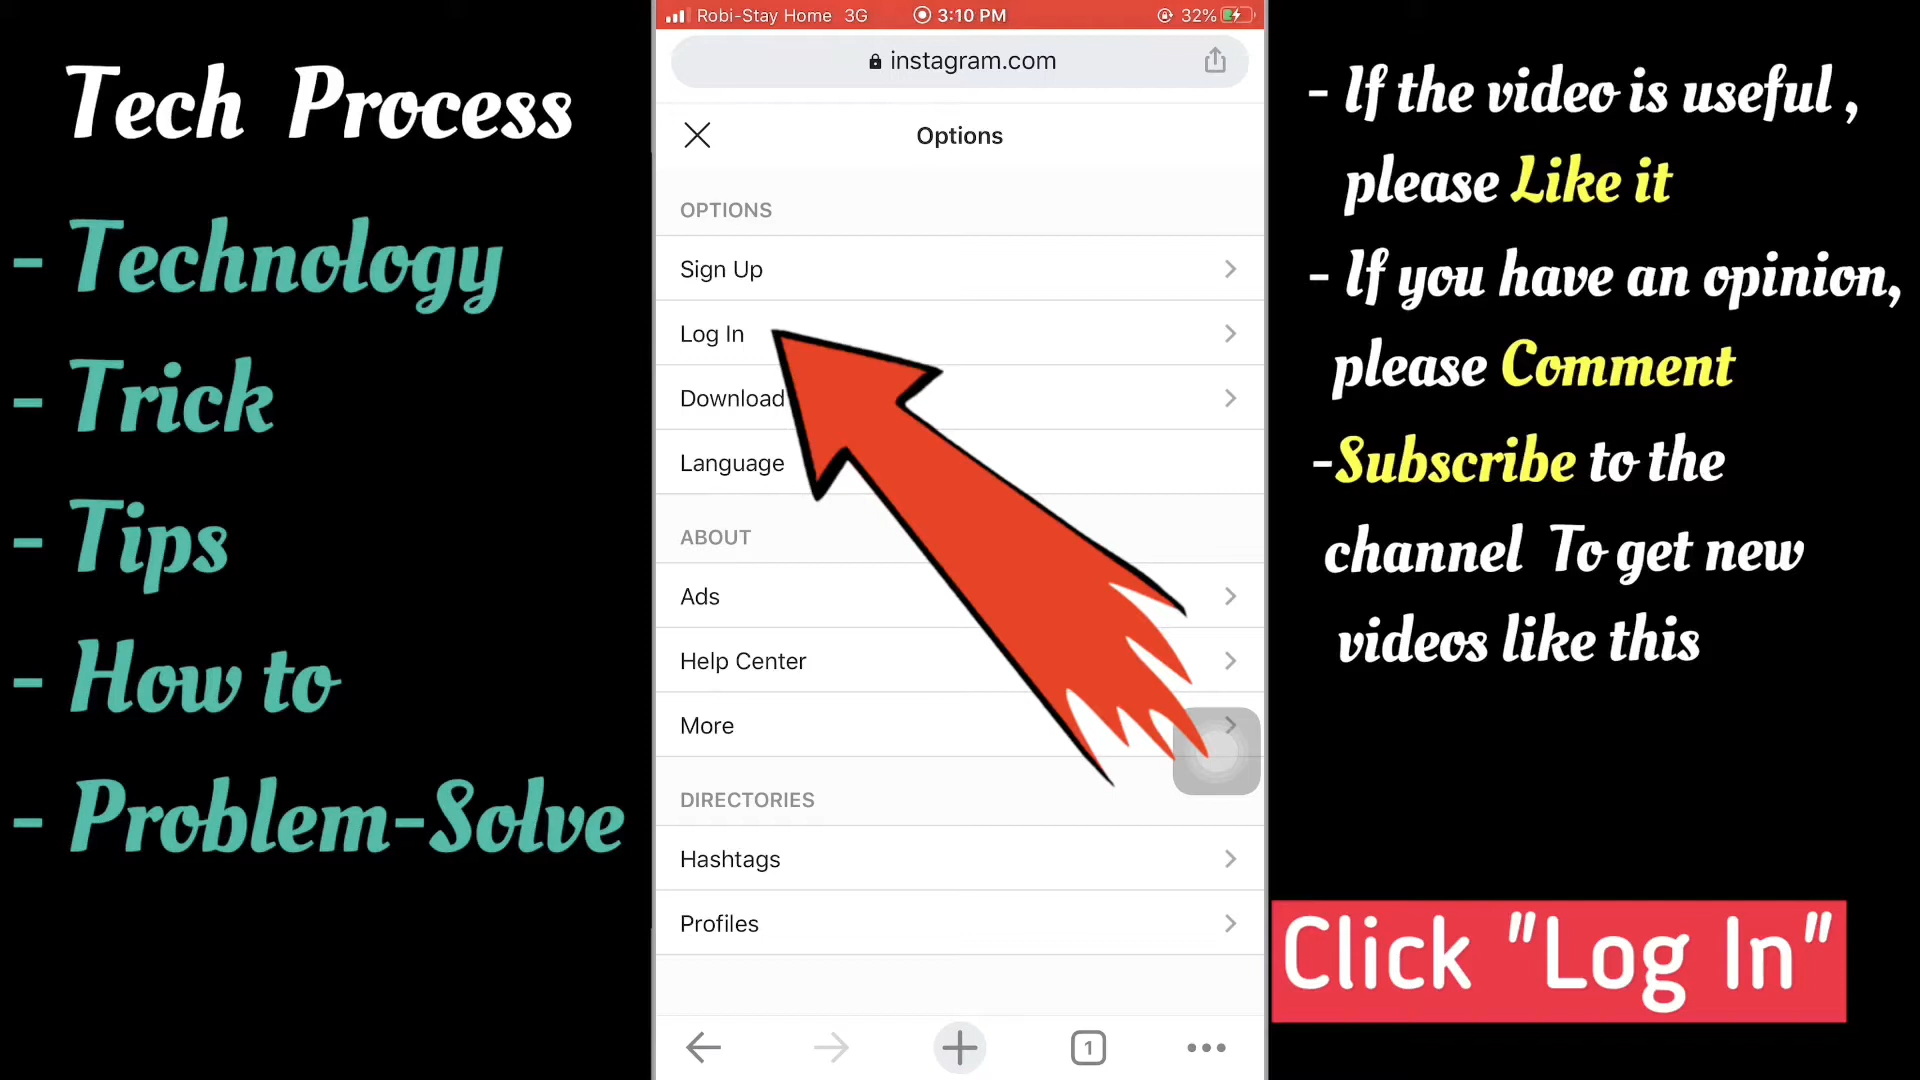 Tech Process
- Technology
- Trick
- Tips
- How to
- Problem-Solve
Robi-Stay Home 3G 3:10 PM 32%
instagram.com
Options
OPTIONS
Sign Up
Log In
Download
Language
ABOUT
Ads
Help Center
More
DIRECTORIES
Hashtags
Profiles
1
- If the video is useful ,
please Like it
- If you have an opinion,
please Comment
-Subscribe to the
channel To get new
videos like this
Click "Log In"